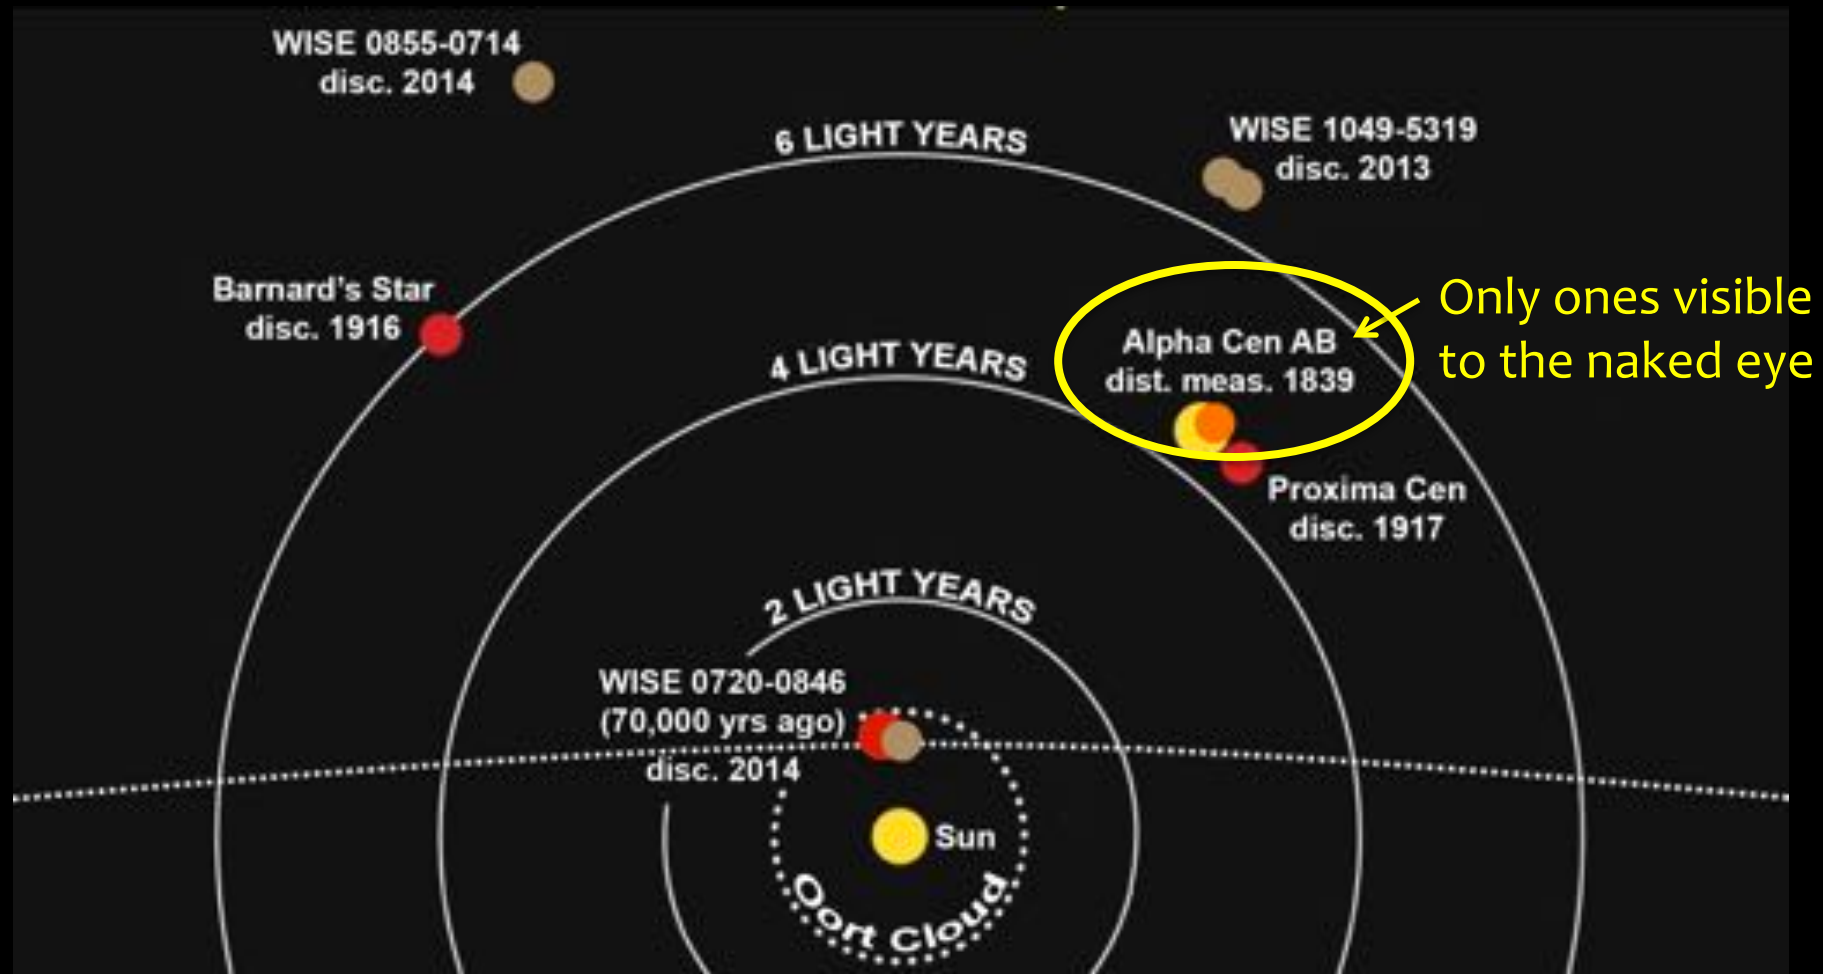 WISE 0855-0714
disc. 2014
6 LIGHT YEARS
WISE 1049-5319
disc. 2013
Barnard's Star
disc. 1916
Only ones visible
to the naked eye
Alpha Cen AB
dist. meas. 1839
4 LIGHT YEARS
Proxima Cen
disc. 1917
2 LIGHT YEARS
WISE 0720-0846
(70,000 yrs ago)
disc. 2014
Sun
Oort Cloud